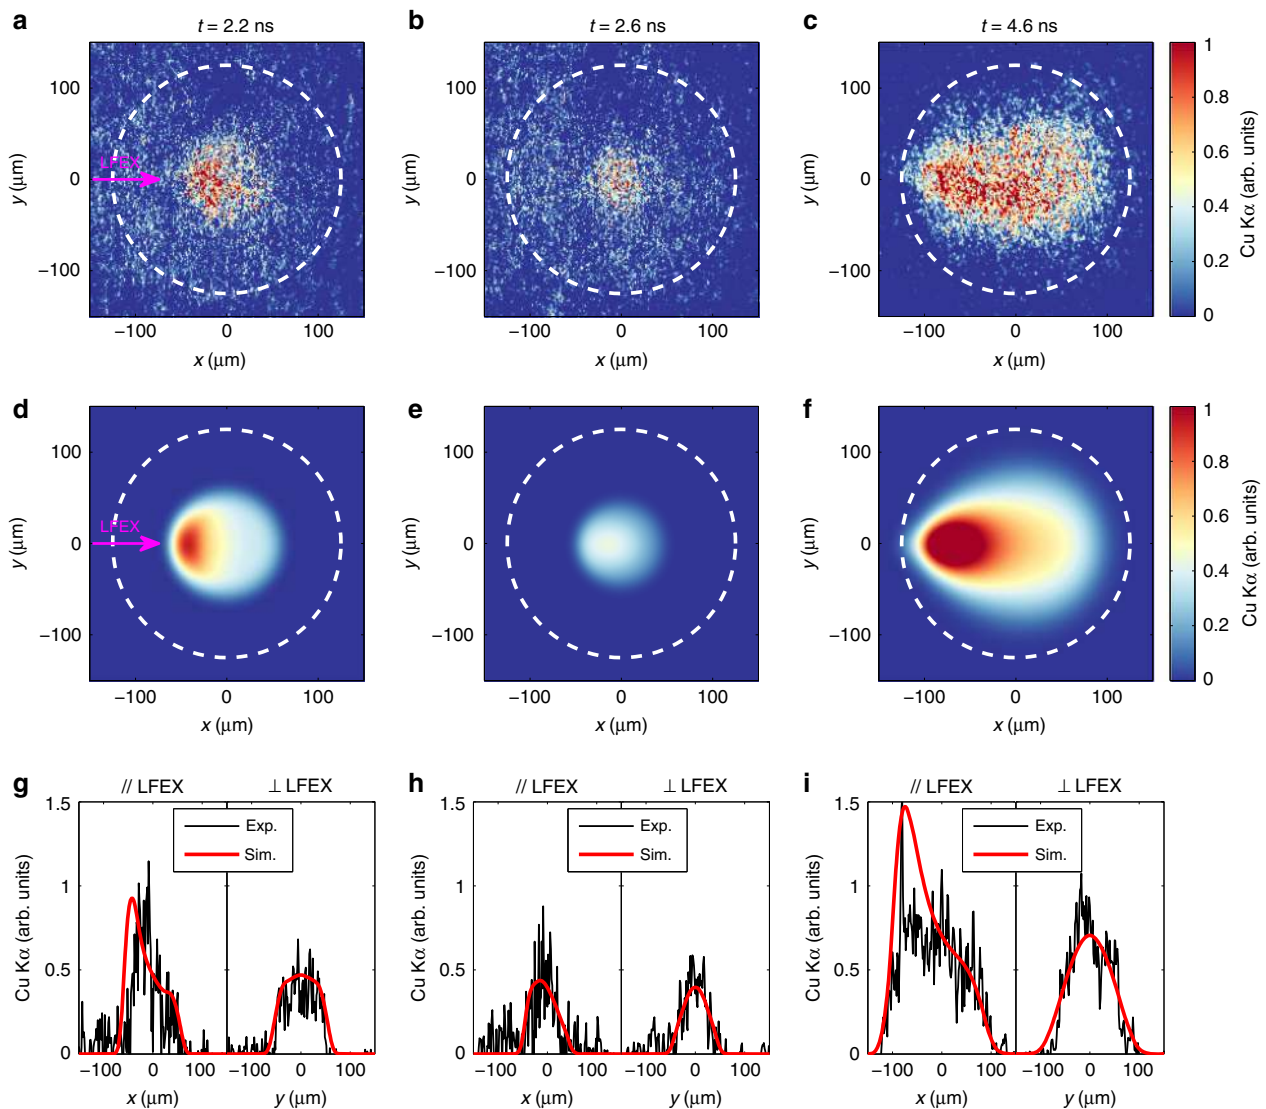 a
b
c
t = 2.2 ns
t = 2.6 ns
t = 4.6 ns
y (μm)
100
0
−100
LFEX
−100 0 100
x (μm)
y (μm)
100
0
−100
−100 0 100
x (μm)
y (μm)
100
0
−100
−100 0 100
x (μm)
1
0.8
0.6
0.4
0.2
0
Cu Kα (arb. units)
d
e
f
y (μm)
100
0
−100
LFEX
−100 0 100
x (μm)
y (μm)
100
0
−100
−100 0 100
x (μm)
y (μm)
100
0
−100
−100 0 100
x (μm)
1
0.8
0.6
0.4
0.2
0
Cu Kα (arb. units)
g
// LFEX ⊥ LFEX
Exp.
Sim.
Cu Kα (arb. units)
1.5
1
0.5
0
−100 0 100 −100 0 100
x (μm) y (μm)
h
// LFEX ⊥ LFEX
Exp.
Sim.
Cu Kα (arb. units)
1.5
1
0.5
0
−100 0 100 −100 0 100
x (μm) y (μm)
i
// LFEX ⊥ LFEX
Exp.
Sim.
Cu Kα (arb. units)
1.5
1
0.5
0
−100 0 100 −100 0 100
x (μm) y (μm)